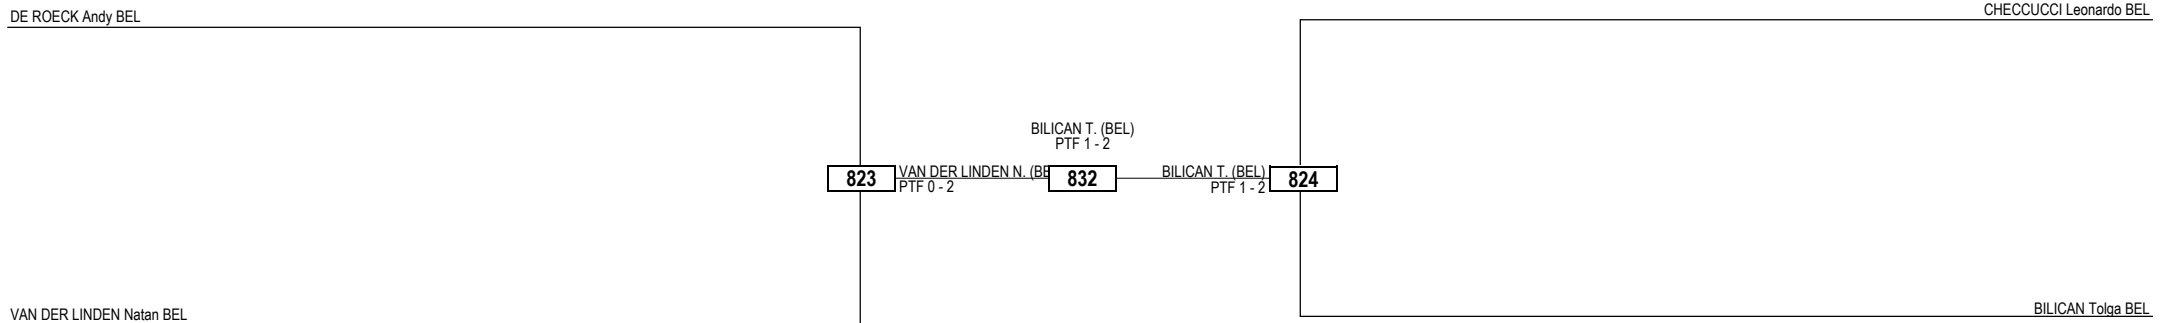 DE ROECK Andy BEL
CHECCUCCI Leonardo BEL
BILICAN T. (BEL)
PTF 1 - 2
823
VAN DER LINDEN N. (BE
PTF 0 - 2
832
BILICAN T. (BEL)
PTF 1 - 2
824
VAN DER LINDEN Natan BEL
BILICAN Tolga BEL